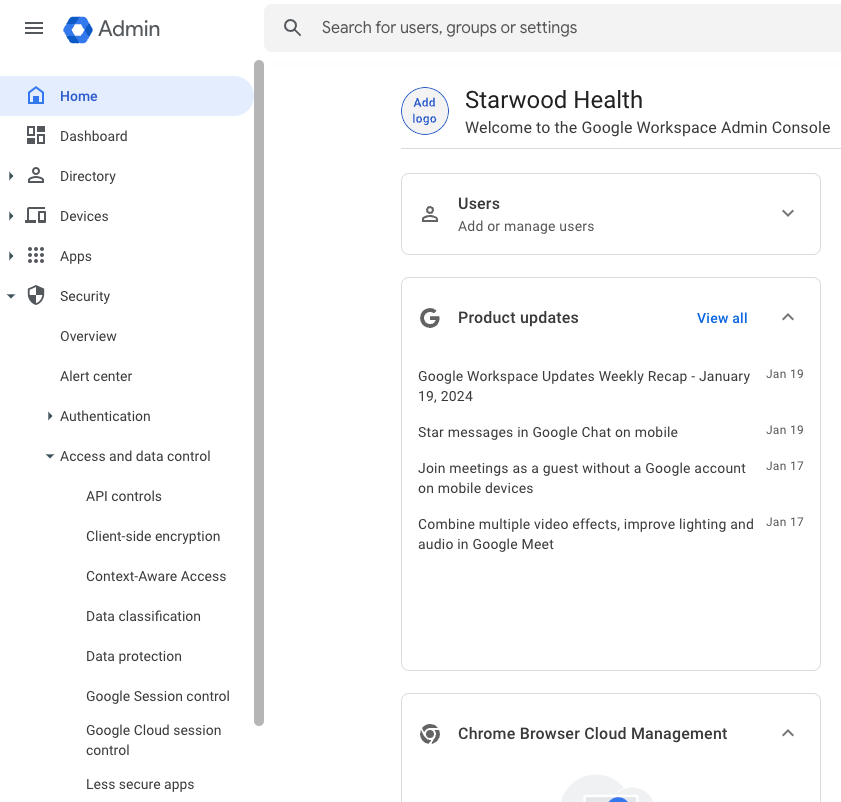 Admin
Search for users, groups or settings
Home
Dashboard
Directory
Devices
Apps
Security
Overview
Alert center
Authentication
Access and data control
API controls
Client-side encryption
Context-Aware Access
Data classification
Data protection
Google Session control
Google Cloud session
control
Less secure apps
Add
logo
Starwood Health
Welcome to the Google Workspace Admin Console
Users
Add or manage users
Product updates
View all
Google Workspace Updates Weekly Recap - January
19, 2024
Jan 19
Star messages in Google Chat on mobile
Jan 19
Join meetings as a guest without a Google account
on mobile devices
Jan 17
Combine multiple video effects, improve lighting and
audio in Google Meet
Jan 17
Chrome Browser Cloud Management